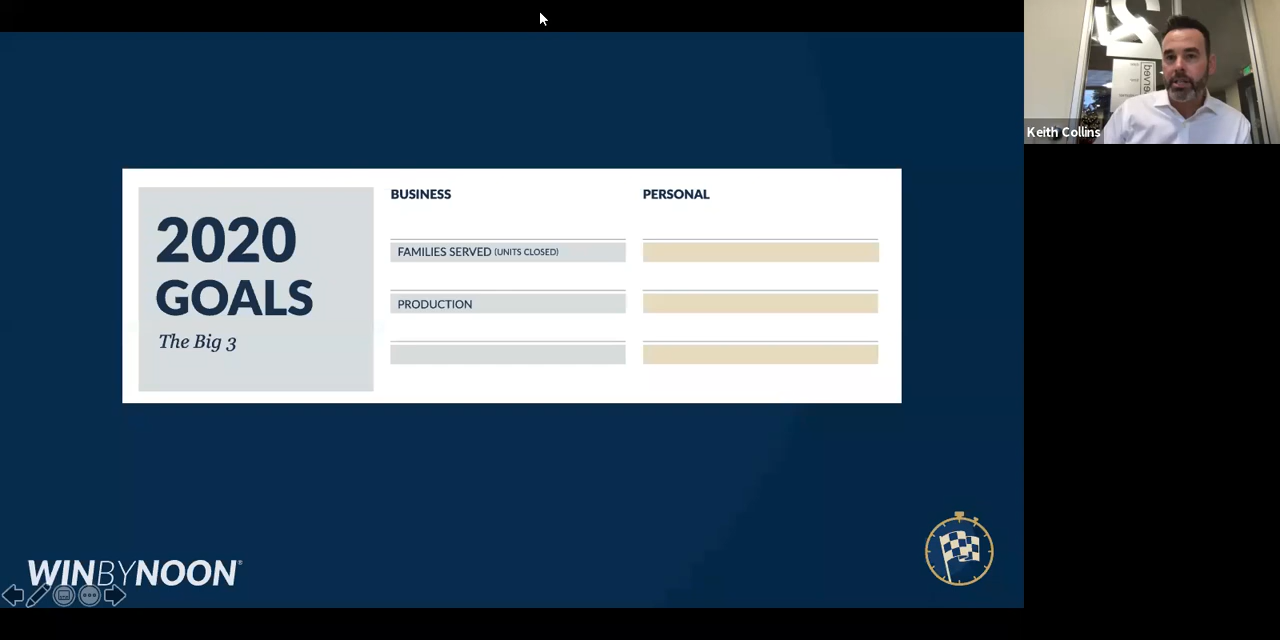 2020
GOALS
The Big 3
BUSINESS
FAMILIES SERVED (UNITS CLOSED)
PRODUCTION
PERSONAL
WINBYNOON®
Keith Collins